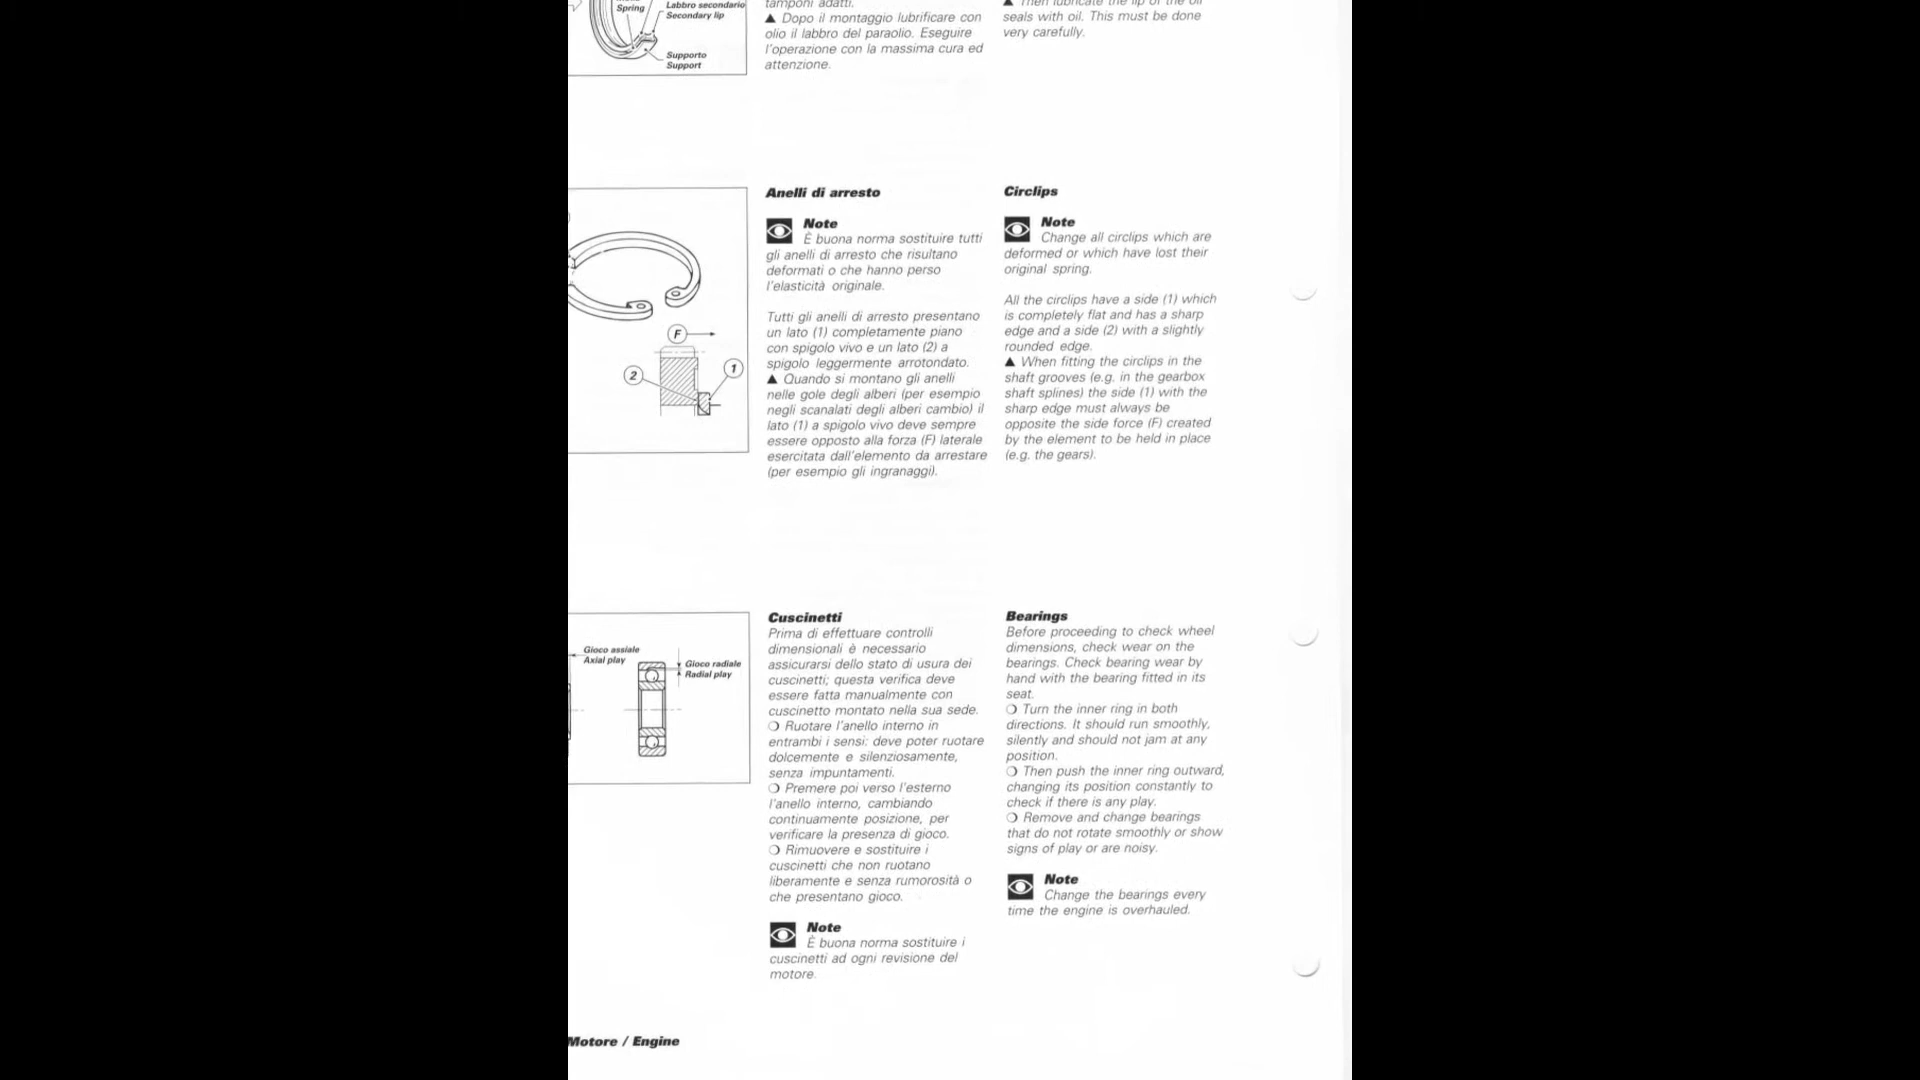 Spring
Labbro secondario
Secondary lip
Supporto
Support
tamponi adatti.
▲ Dopo il montaggio lubrificare con
olio il labbro del paraolio. Eseguire
l'operazione con la massima cura ed
attenzione.
seals with oil. This must be done
very carefully.
F
2
1
Anelli di arresto
Note
È buona norma sostituire tutti
gli anelli di arresto che risultano
deformati o che hanno perso
l'elasticità originale.
Tutti gli anelli di arresto presentano
un lato (1) completamente piano
con spigolo vivo e un lato (2) a
spigolo leggermente arrotondato.
▲ Quando si montano gli anelli
nelle gole degli alberi (per esempio
negli scanalati degli alberi cambio) il
lato (1) a spigolo vivo deve sempre
essere opposto alla forza (F) laterale
esercitata dall'elemento da arrestare
(per esempio gli ingranaggi).
Circlips
Note
Change all circlips which are
deformed or which have lost their
original spring.
All the circlips have a side (1) which
is completely flat and has a sharp
edge and a side (2) with a slightly
rounded edge.
▲ When fitting the circlips in the
shaft grooves (e.g. in the gearbox
shaft splines) the side (1) with the
sharp edge must always be
opposite the side force (F) created
by the element to be held in place
(e.g. the gears).
Gioco assiale
Axial play
Gioco radiale
Radial play
Cuscinetti
Prima di effettuare controlli
dimensionali è necessario
assicurarsi dello stato di usura dei
cuscinetti; questa verifica deve
essere fatta manualmente con
cuscinetto montato nella sua sede.
❍ Ruotare l'anello interno in
entrambi i sensi: deve poter ruotare
dolcemente e silenziosamente,
senza impuntamenti.
❍ Premere poi verso l'esterno
l'anello interno, cambiando
continuamente posizione, per
verificare la presenza di gioco.
❍ Rimuovere e sostituire i
cuscinetti che non ruotano
liberamente e senza rumorosità o
che presentano gioco.
Note
È buona norma sostituire i
cuscinetti ad ogni revisione del
motore.
Bearings
Before proceeding to check wheel
dimensions, check wear on the
bearings. Check bearing wear by
hand with the bearing fitted in its
seat.
❍ Turn the inner ring in both
directions. It should run smoothly,
silently and should not jam at any
position.
❍ Then push the inner ring outward,
changing its position constantly to
check if there is any play.
❍ Remove and change bearings
that do not rotate smoothly or show
signs of play or are noisy.
Note
Change the bearings every
time the engine is overhauled.
Motore / Engine